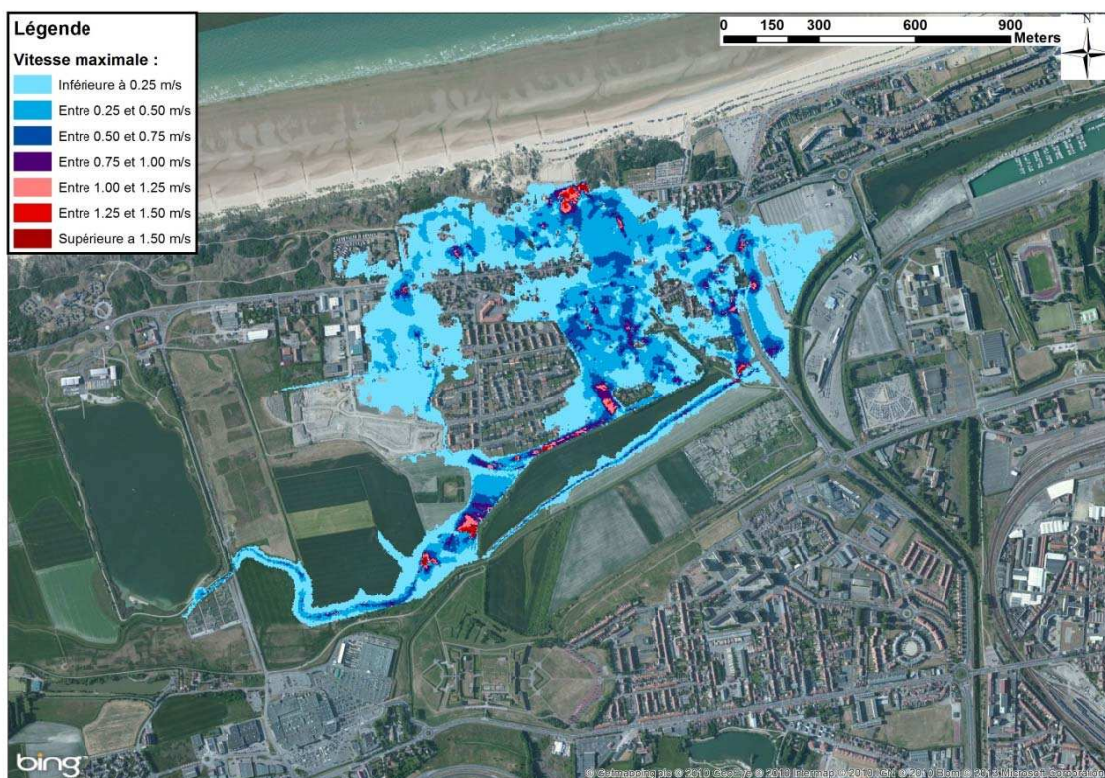 Légende
Vitesse maximale :
Inférieure à 0.25 m/s
Entre 0.25 et 0.50 m/s
Entre 0.50 et 0.75 m/s
Entre 0.75 et 1.00 m/s
Entre 1.00 et 1.25 m/s
Entre 1.25 et 1.50 m/s
Supérieure a 1.50 m/s
0 150 300 600 900
Meters
N
bing